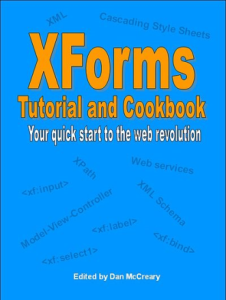 XML
Cascading Style Sheets
XForms
Tutorial and Cookbook
Your quick start to the web revolution
XPath
Web services
<xf:input>
XML Schema
Model-View-Controller
<xf:label>
<xf:bind>
<xf:select1>
Edited by Dan McCreary